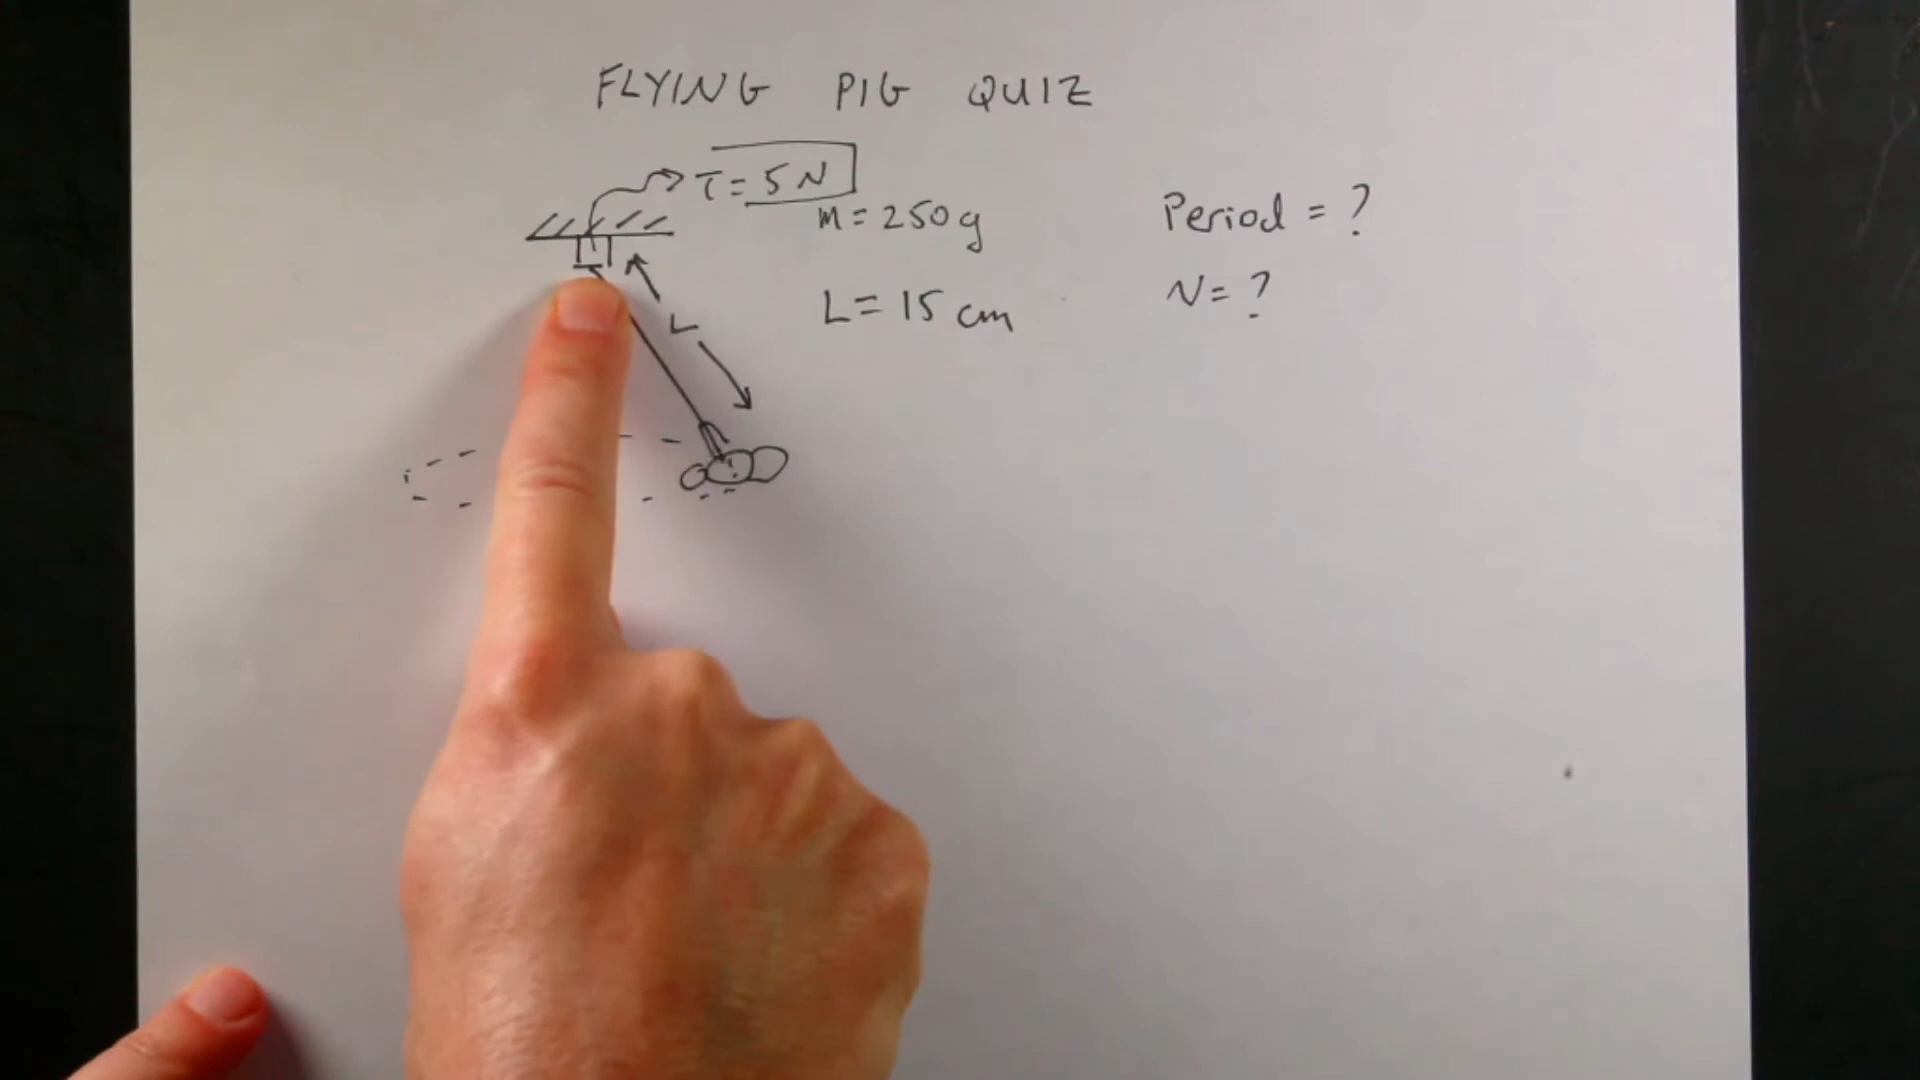 FLYING PIG QUIZ
T = 5 N
m = 250 g
L = 15 cm
L
Period = ?
N = ?